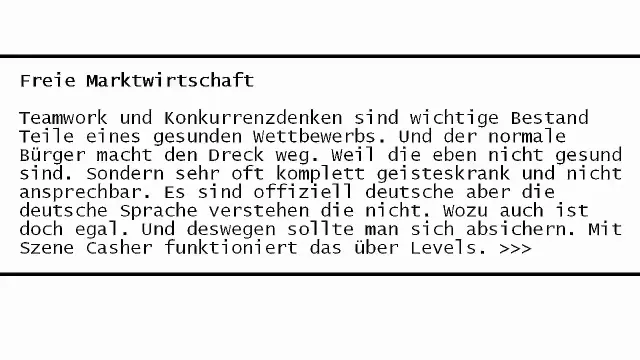 Freie Marktwirtschaft
Teamwork und Konkurrenzdenken sind wichtige Bestand
Teile eines gesunden Wettbewerbs. Und der normale
Bürger macht den Dreck weg. Weil die eben nicht gesund
sind. Sondern sehr oft komplett geisteskrank und nicht
ansprechbar. Es sind offiziell deutsche aber die
deutsche Sprache verstehen die nicht. Wozu auch ist
doch egal. Und deswegen sollte man sich absichern. Mit
Szene Casher funktioniert das über Levels. >>>